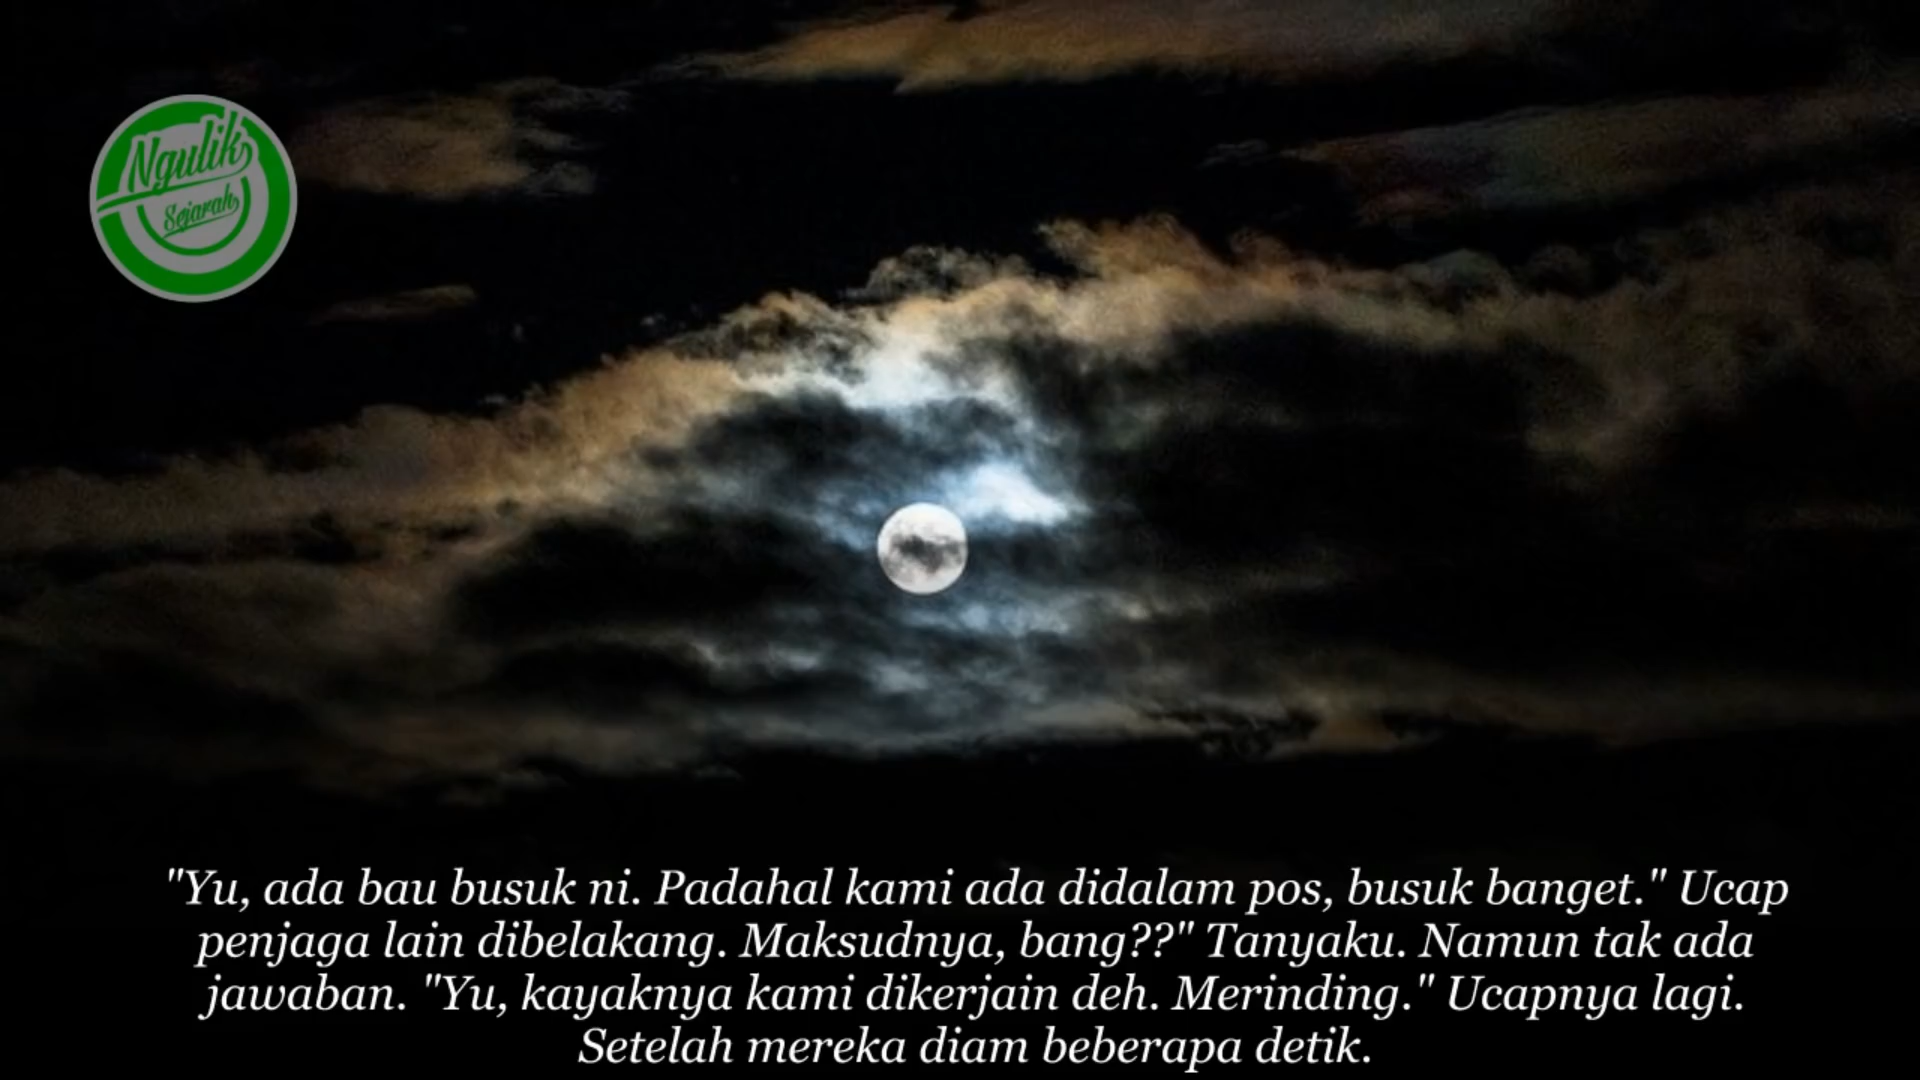 Ngulik
Sejarah
"Yu, ada bau busuk ni. Padahal kami ada didalam pos, busuk banget." Ucap
penjaga lain dibelakang. Maksudnya, bang??" Tanyaku. Namun tak ada
jawaban. "Yu, kayaknya kami dikerjain deh. Merinding." Ucapnya lagi.
Setelah mereka diam beberapa detik.